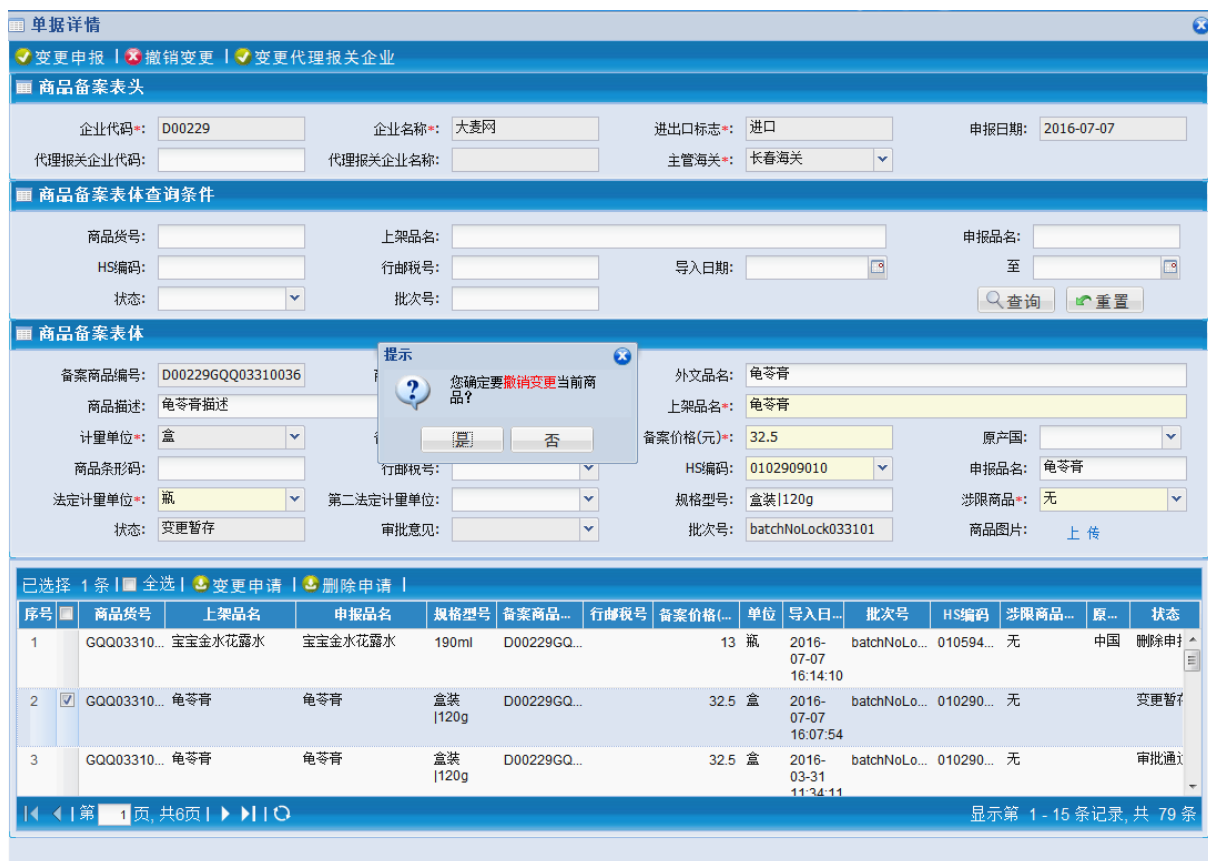 单据详情
变更申报 | 撤销变更 | 变更代理报关企业
商品备案表头
企业代码*: D00229 企业名称*: 大麦网 进出口标志*: 进口 申报日期: 2016-07-07
代理报关企业代码: 代理报关企业名称: 主管海关*: 长春海关
商品备案表体查询条件
商品货号: 上架品名: 申报品名:
HS编码: 行邮税号: 导入日期: 至
状态: 批次号: 查询 重置
商品备案表体
提示
您确定要撤销变更当前商
品?
是 否
备案商品编号: D00229GQQ03310036 外文品名: 龟苓膏
商品描述: 龟苓膏描述 上架品名*: 龟苓膏
计量单位*: 盒 备案价格(元)*: 32.5 原产国:
商品条形码: 行邮税号: HS编码: 0102909010 申报品名: 龟苓膏
法定计量单位*: 瓶 第二法定计量单位: 规格型号: 盒装|120g 涉限商品*: 无
状态: 变更暂存 审批意见: 批次号: batchNoLock033101 商品图片: 上 传
已选择 1 条 | 全选 | 变更申请 | 删除申请 |
序号 商品货号 上架品名 申报品名 规格型号 备案商品... 行邮税号 备案价格(... 单位 导入日... 批次号 HS编码 涉限商品... 原... 状态
1 GQQ03310... 宝宝金水花露水 宝宝金水花露水 190ml D00229GQ... 13 瓶 2016- batchNoLo... 010594... 无 中国 删除申
07-07
16:14:10
2 GQQ03310... 龟苓膏 龟苓膏 盒装 D00229GQ... 32.5 盒 2016- batchNoLo... 010290... 无 变更暂存
|120g 07-07
16:07:54
3 GQQ03310... 龟苓膏 龟苓膏 盒装 D00229GQ... 32.5 盒 2016- batchNoLo... 010290... 无 审批通过
|120g 03-31
11:34:11
第 1 页, 共6页 | 显示第 1 - 15 条记录, 共 79 条